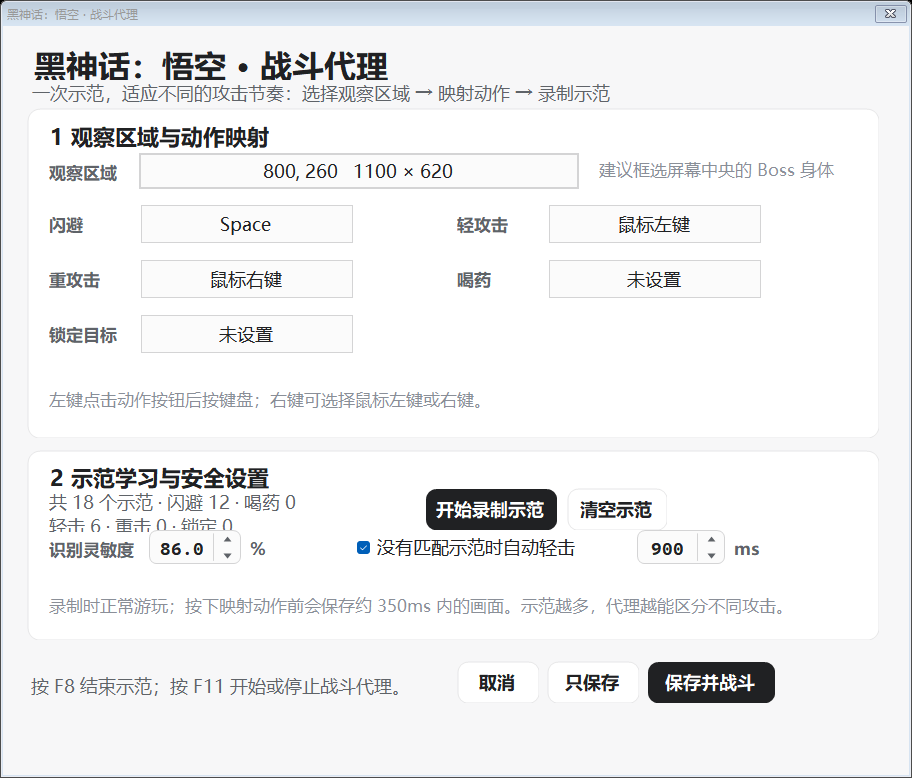 黑神话：悟空 · 战斗代理
黑神话：悟空 · 战斗代理
一次示范，适应不同的攻击节奏：选择观察区域 → 映射动作 → 录制示范
1 观察区域与动作映射
观察区域 800, 260 1100 × 620 建议框选屏幕中央的 Boss 身体
闪避 Space 轻攻击 鼠标左键
重攻击 鼠标右键 喝药 未设置
锁定目标 未设置
左键点击动作按钮后按键盘；右键可选择鼠标左键或右键。
2 示范学习与安全设置
共 18 个示范 · 闪避 12 · 喝药 0
轻击 6 · 重击 0 · 锁定 0
开始录制示范 清空示范
识别灵敏度 86.0 % 没有匹配示范时自动轻击 900 ms
录制时正常游玩；按下映射动作前会保存约 350ms 内的画面。示范越多，代理越能区分不同攻击。
按 F8 结束示范；按 F11 开始或停止战斗代理。 取消 只保存 保存并战斗